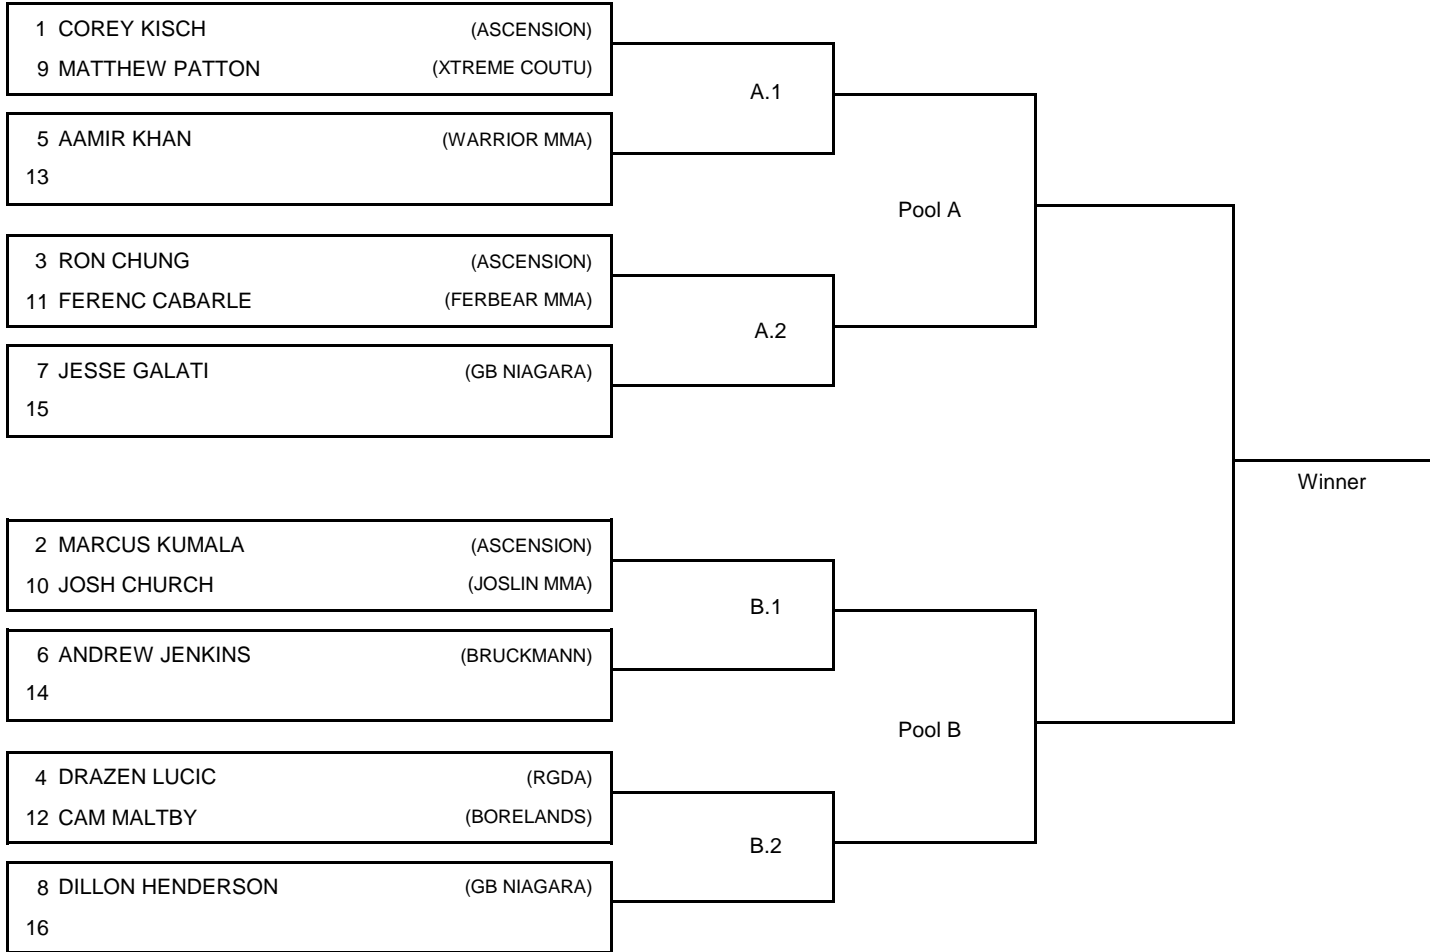 1 COREY KISCH (ASCENSION)
9 MATTHEW PATTON (XTREME COUTU)
A.1
5 AAMIR KHAN (WARRIOR MMA)
13
Pool A
3 RON CHUNG (ASCENSION)
11 FERENC CABARLE (FERBEAR MMA)
A.2
7 JESSE GALATI (GB NIAGARA)
15
Winner
2 MARCUS KUMALA (ASCENSION)
10 JOSH CHURCH (JOSLIN MMA)
B.1
6 ANDREW JENKINS (BRUCKMANN)
14
Pool B
4 DRAZEN LUCIC (RGDA)
12 CAM MALTBY (BORELANDS)
B.2
8 DILLON HENDERSON (GB NIAGARA)
16